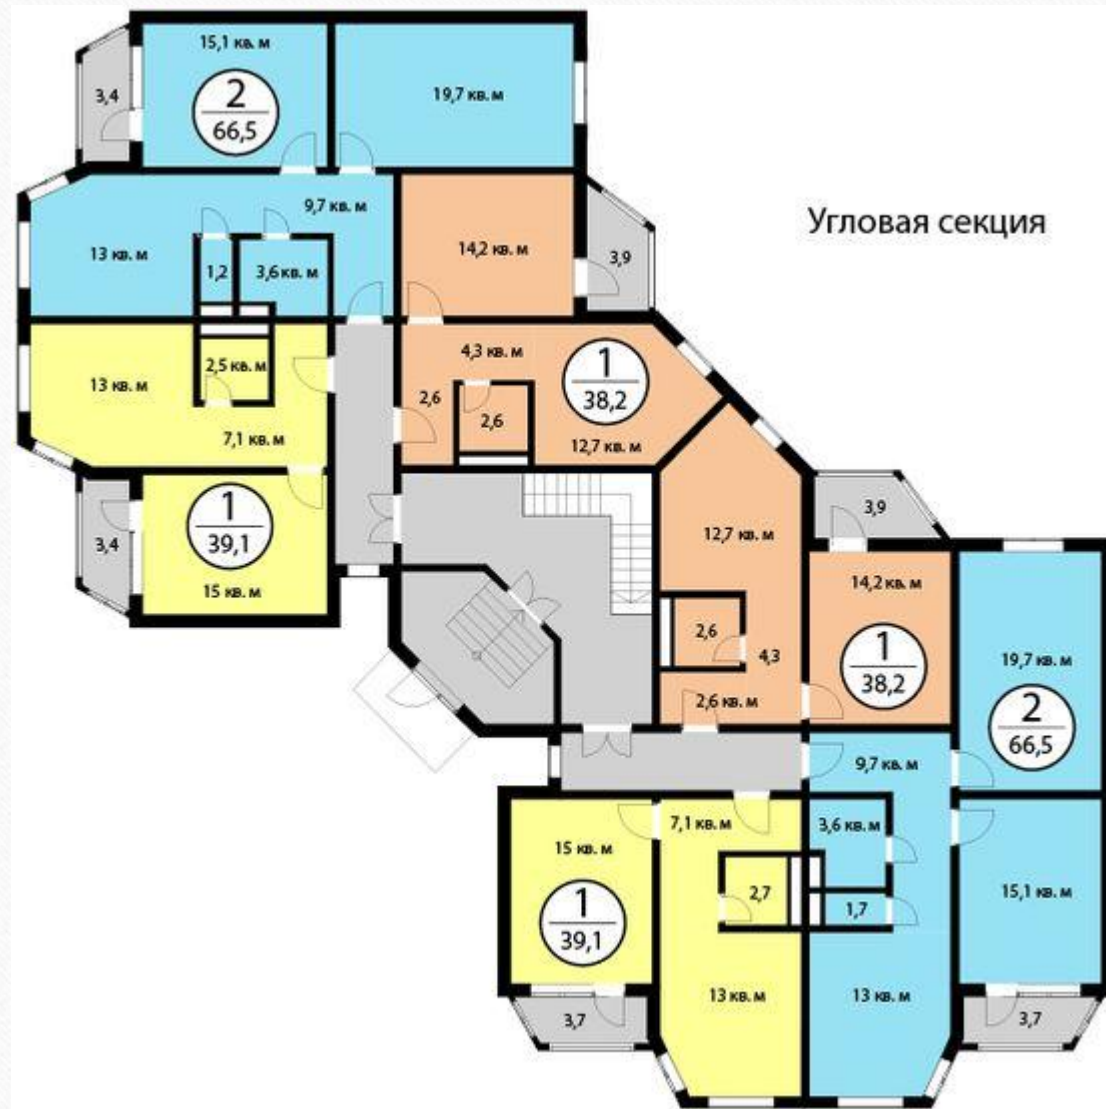 15,1 кв. м
3,4
2
66,5
19,7 кв. м
9,7 кв. м
13 кв. м
1,2
3,6 кв. м
14,2 кв. м
3,9
Угловая секция
13 кв. м
2,5 кв. м
7,1 кв. м
4,3 кв. м
1
38,2
2,6
2,6
12,7 кв. м
3,4
1
39,1
15 кв. м
12,7 кв. м
3,9
14,2 кв. м
2,6
4,3
1
38,2
2,6 кв. м
19,7 кв. м
2
66,5
9,7 кв. м
7,1 кв. м
3,6 кв. м
15 кв. м
1
39,1
2,7
1,7
15,1 кв. м
13 кв. м
13 кв. м
3,7
3,7